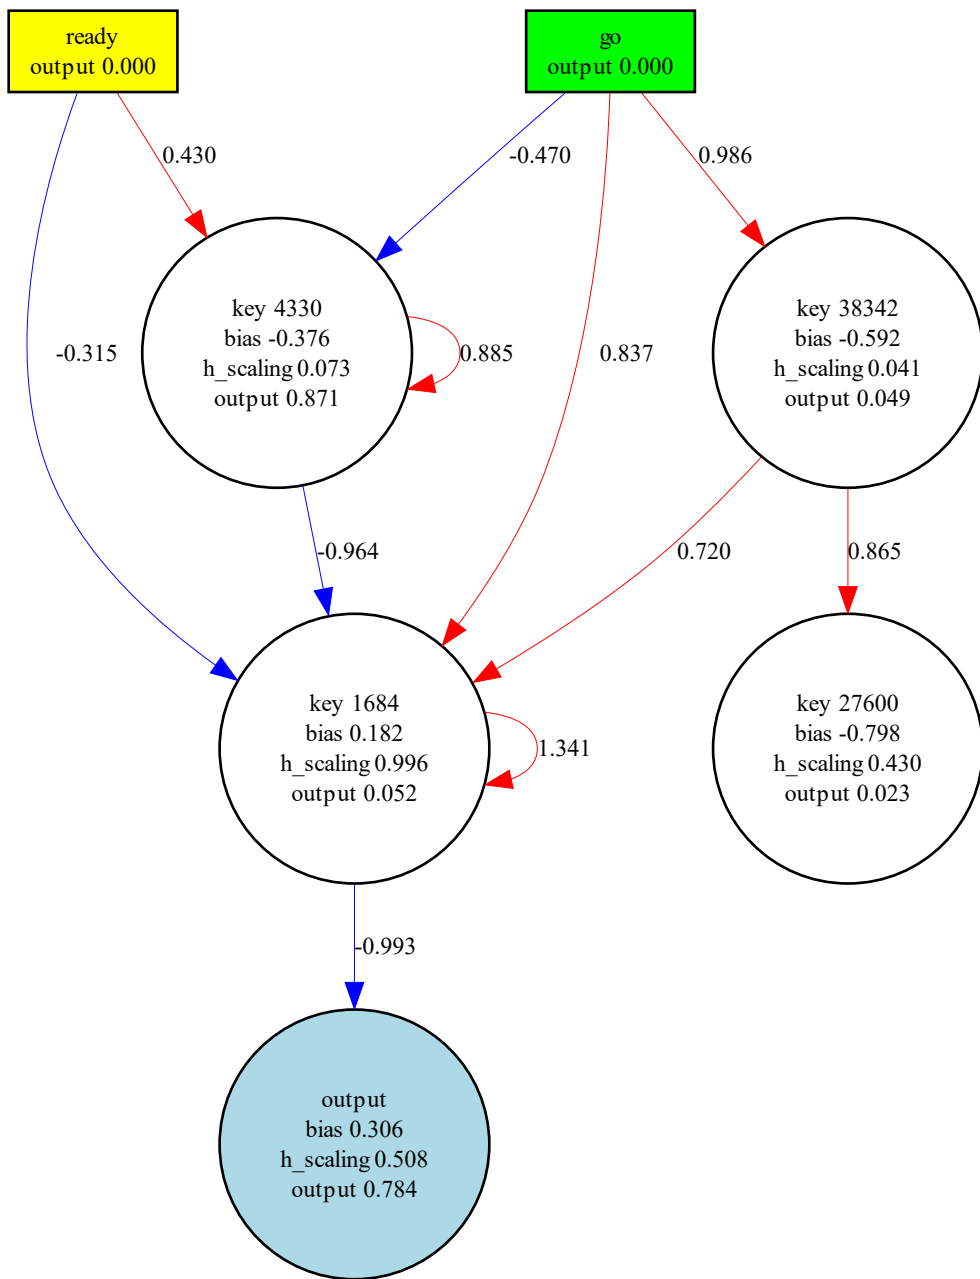 ready
output 0.000
go
output 0.000
0.430
-0.470
0.986
key 4330
bias -0.376
h_scaling 0.073
output 0.871
key 38342
bias -0.592
h_scaling 0.041
output 0.049
-0.315
0.885
0.837
-0.964
0.720
0.865
key 1684
bias 0.182
h_scaling 0.996
output 0.052
1.341
key 27600
bias -0.798
h_scaling 0.430
output 0.023
-0.993
output
bias 0.306
h_scaling 0.508
output 0.784